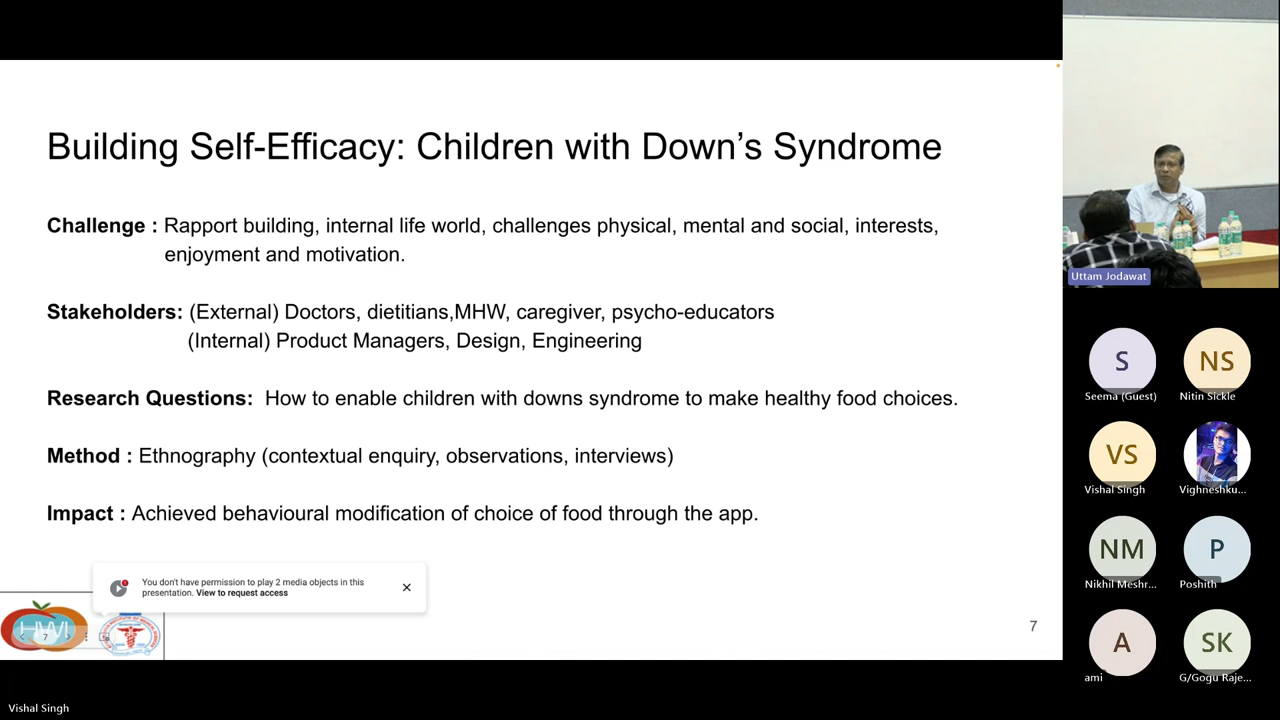 Building Self-Efficacy: Children with Down’s Syndrome
Challenge : Rapport building, internal life world, challenges physical, mental and social, interests,
enjoyment and motivation.
Stakeholders: (External) Doctors, dietitians,MHW, caregiver, psycho-educators
(Internal) Product Managers, Design, Engineering
Research Questions: How to enable children with downs syndrome to make healthy food choices.
Method : Ethnography (contextual enquiry, observations, interviews)
Impact : Achieved behavioural modification of choice of food through the app.
You don't have permission to play 2 media objects in this
presentation. View to request access
HWI
7
7
Vishal Singh
Uttam Jodawat
S
Seema (Guest)
NS
Nitin Sickle
VS
Vishal Singh
Vighneshku...
NM
Nikhil Meshr...
P
Poshith
A
ami
SK
G/Gogu Raje...